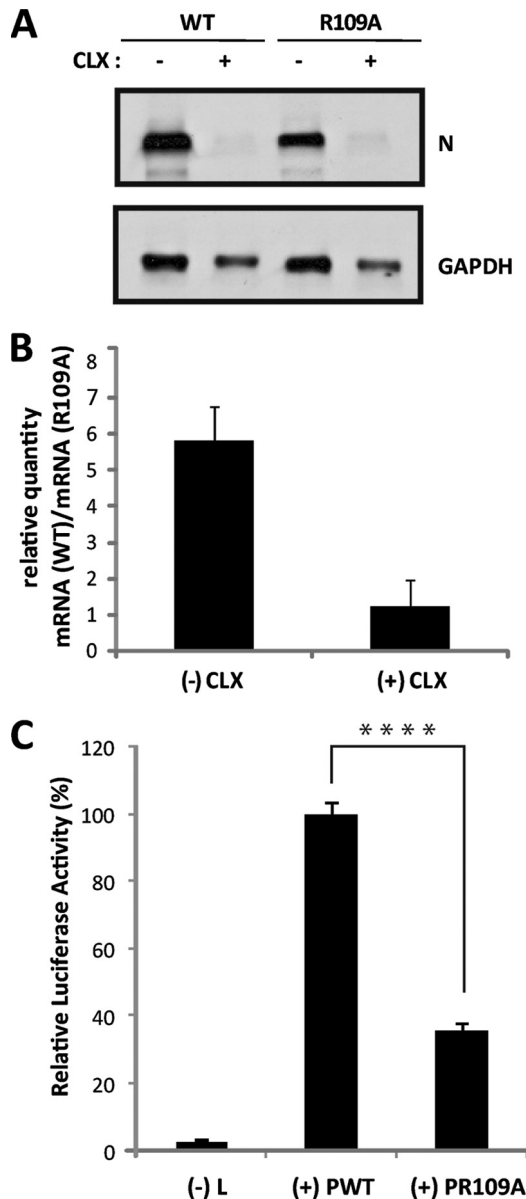 A
WT R109A
CLX : - + - +
N
GAPDH
B
relative quantity
mRNA (WT)/mRNA (R109A)
8
7
6
5
4
3
2
1
0
(-) CLX (+) CLX
C
Relative Luciferase Activity (%)
120
100
80
60
40
20
0
****
(-) L (+) PWT (+) PR109A